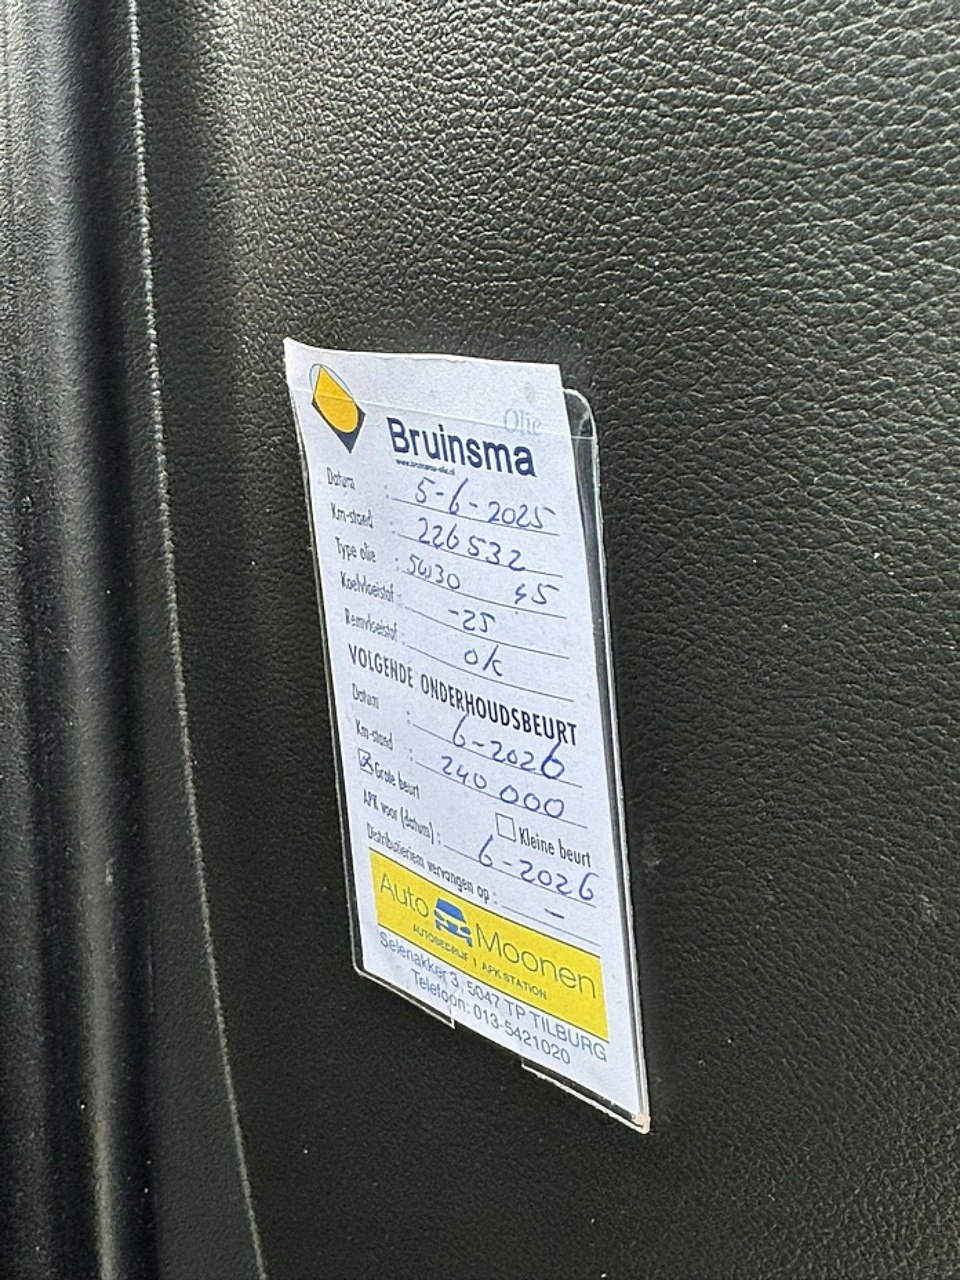 Olie
Bruinsma
www.bruinsma-olie.nl
Datum : 5-6-2025
Km-stand : 226532
Type olie : 5W30 45
Koelvloeistof : -25
Remvloeistof : ok
VOLGENDE ONDERHOUDSBEURT
Datum : 6-2026
Km-stand : 240 000
☒ Grote beurt ☐ Kleine beurt
APK voor (datum) : 6-2026
Distributieriem vervangen op : -
Auto Moonen
AUTOBEDRIJF | APK STATION
Selenakker 3, 5047 TP TILBURG
Telefoon: 013-5421020